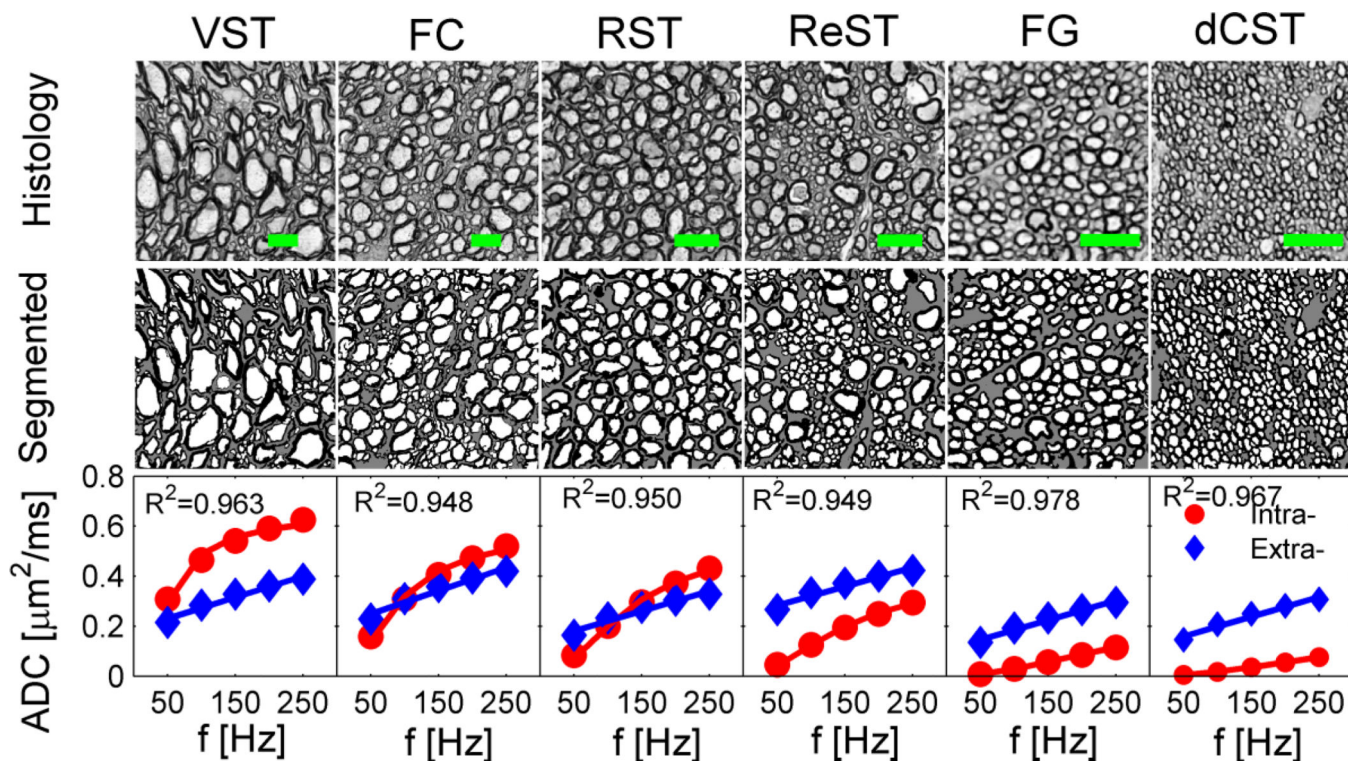 VST FC RST ReST FG dCST
Histology
Segmented
ADC [μm²/ms]
0.8
0.6
0.4
0.2
0
R²=0.963
R²=0.948
R²=0.950
R²=0.949
R²=0.978
R²=0.967
Intra-
Extra-
50 150 250 50 150 250 50 150 250 50 150 250 50 150 250 50 150 250
f [Hz] f [Hz] f [Hz] f [Hz] f [Hz] f [Hz]